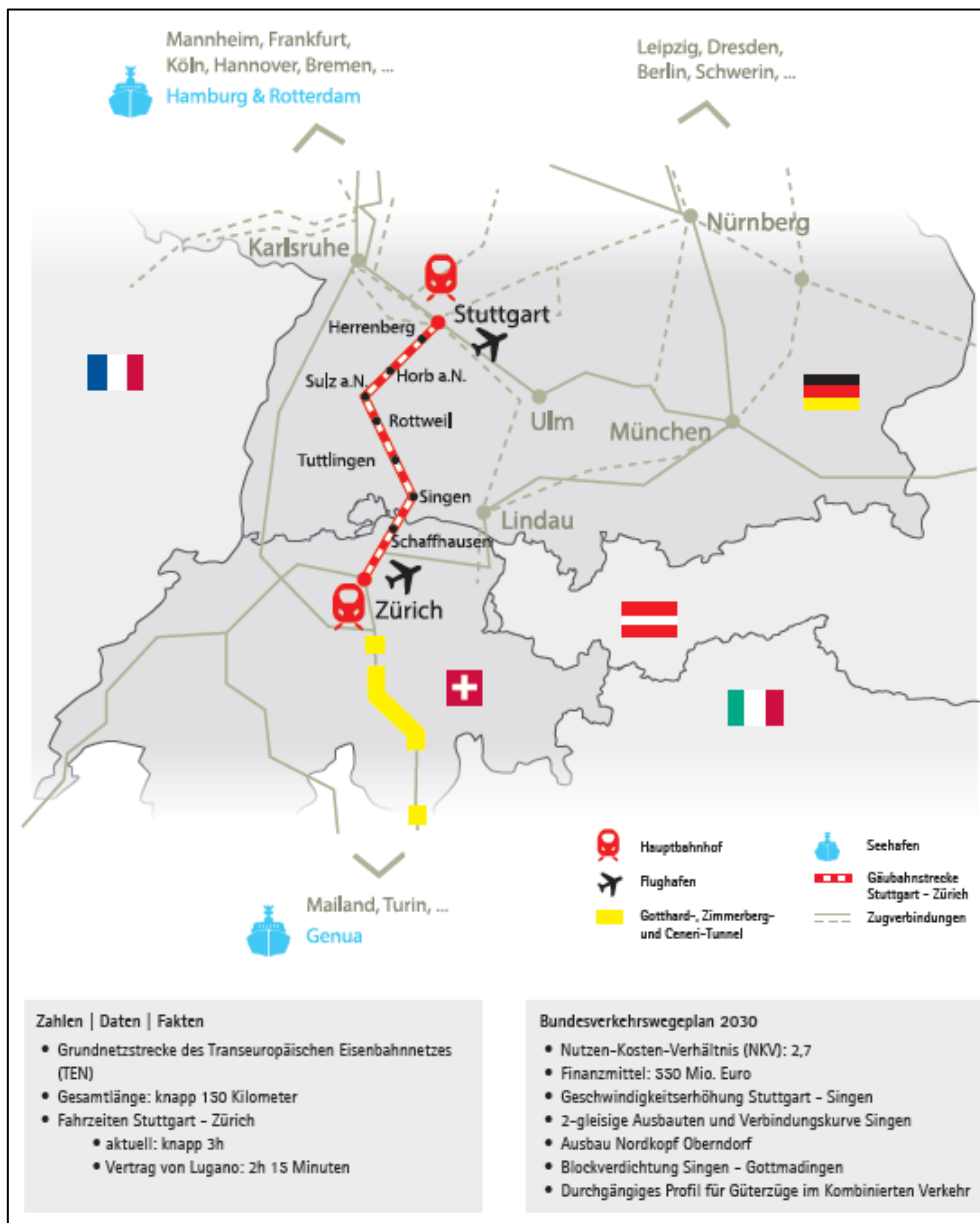 Mannheim, Frankfurt,
Köln, Hannover, Bremen, ...
Hamburg & Rotterdam
Leipzig, Dresden,
Berlin, Schwerin, ...
Nürnberg
Karlsruhe
Stuttgart
Herrenberg
Horb a.N.
Sulz a.N.
Rottweil
Ulm
München
Tuttlingen
Singen
Lindau
Schaffhausen
Zürich
Hauptbahnhof
Flughafen
Gotthard-, Zimmerberg-
und Ceneri-Tunnel
Seehafen
Gäubahnstrecke
Stuttgart - Zürich
Zugverbindungen
Mailand, Turin, ...
Genua
Zahlen | Daten | Fakten
• Grundnetzstrecke des Transeuropäischen Eisenbahnnetzes
(TEN)
• Gesamtlänge: knapp 150 Kilometer
• Fahrzeiten Stuttgart - Zürich
• aktuell: knapp 3h
• Vertrag von Lugano: 2h 15 Minuten
Bundesverkehrswegeplan 2030
• Nutzen-Kosten-Verhältnis (NKV): 2,7
• Finanzmittel: 550 Mio. Euro
• Geschwindigkeitserhöhung Stuttgart - Singen
• 2-gleisige Ausbauten und Verbindungskurve Singen
• Ausbau Nordkopf Oberndorf
• Blockverdichtung Singen - Gottmadingen
• Durchgängiges Profil für Güterzüge im Kombinierten Verkehr